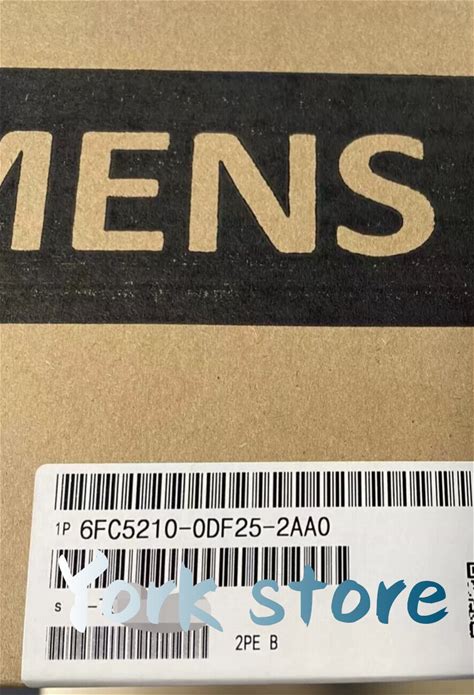 MENS
1P 6FC5210-0DF25-2AA0
S
York store
2PE B